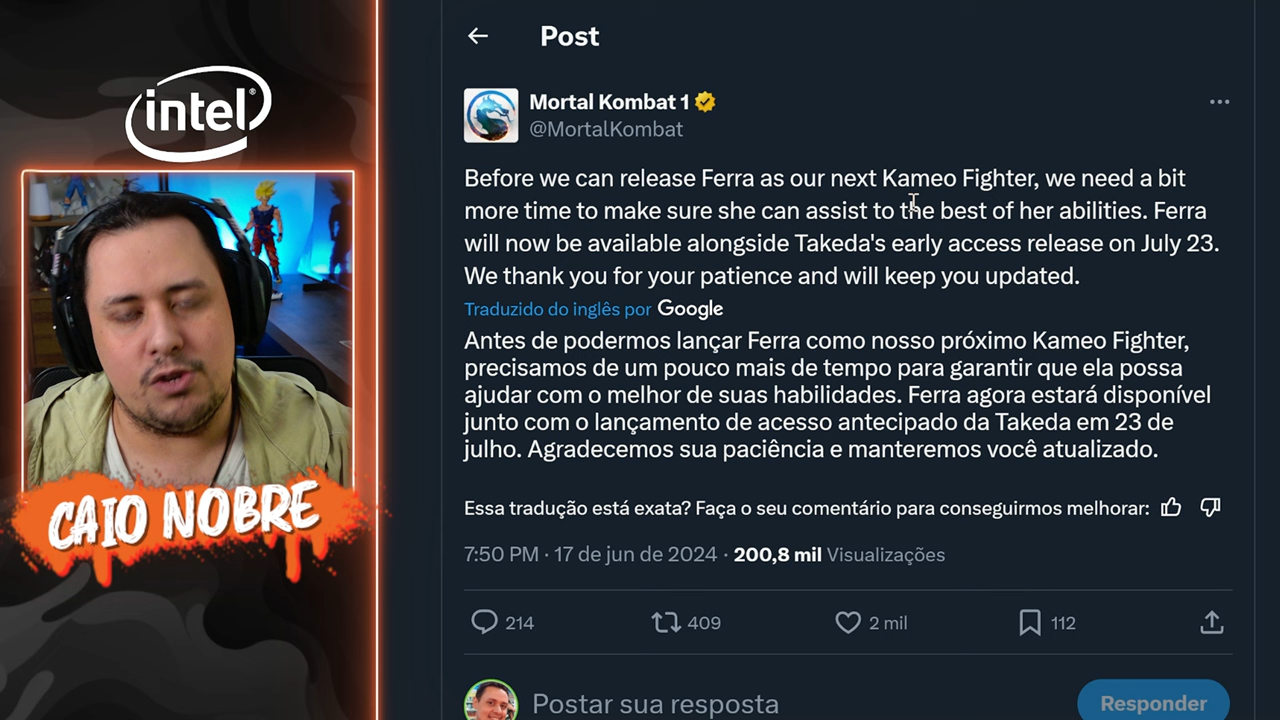 intel
CAIO NOBRE
Post
Mortal Kombat 1
@MortalKombat
Before we can release Ferra as our next Kameo Fighter, we need a bit
more time to make sure she can assist to the best of her abilities. Ferra
will now be available alongside Takeda's early access release on July 23.
We thank you for your patience and will keep you updated.
Traduzido do inglês por Google
Antes de podermos lançar Ferra como nosso próximo Kameo Fighter,
precisamos de um pouco mais de tempo para garantir que ela possa
ajudar com o melhor de suas habilidades. Ferra agora estará disponível
junto com o lançamento de acesso antecipado da Takeda em 23 de
julho. Agradecemos sua paciência e manteremos você atualizado.
Essa tradução está exata? Faça o seu comentário para conseguirmos melhorar:
7:50 PM · 17 de jun de 2024 · 200,8 mil Visualizações
214 409 2 mil 112
Postar sua resposta
Responder